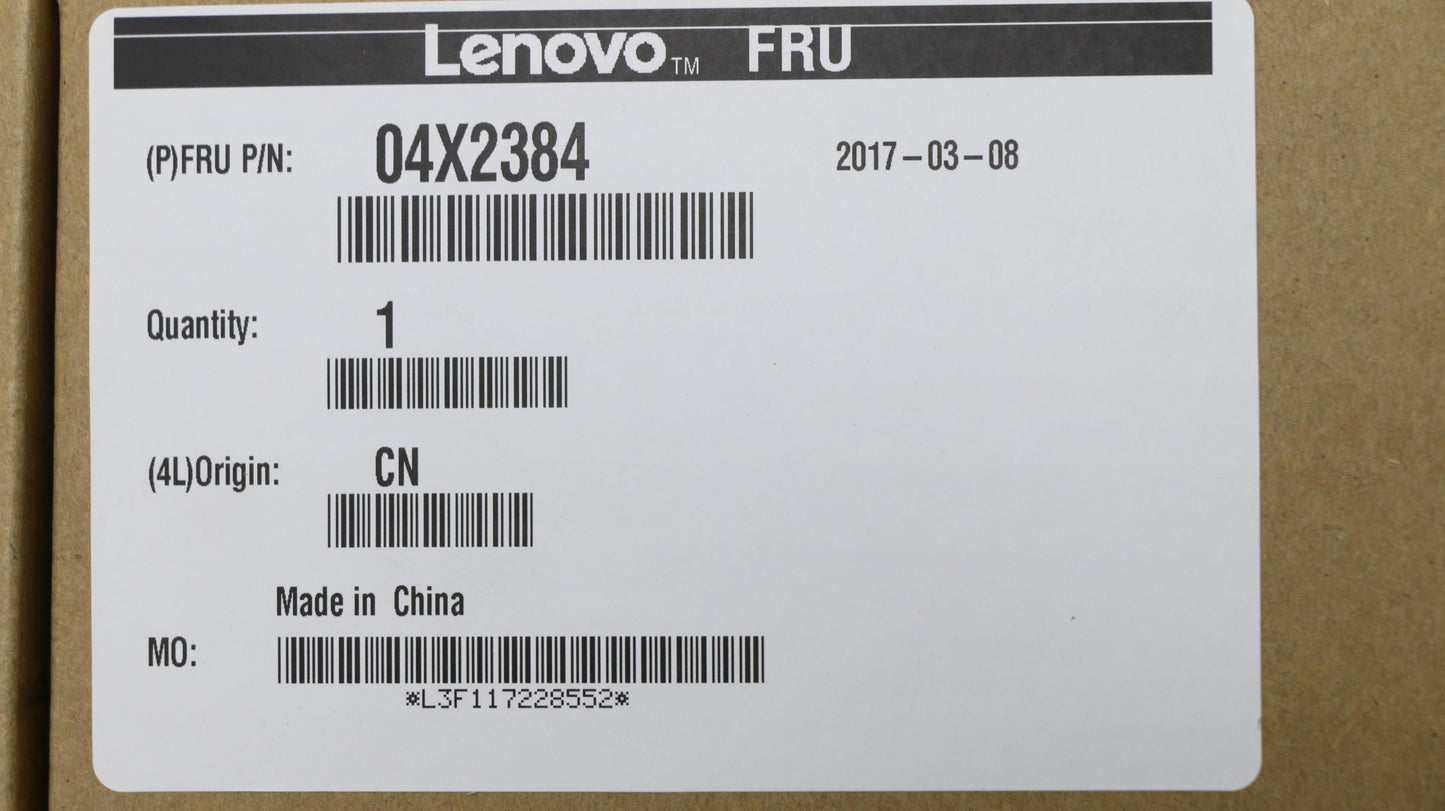 Lenovo™ FRU
(P)FRU P/N: 04X2384 2017-03-08
Quantity: 1
(4L)Origin: CN
Made in China
MO:
*L3F117228552*